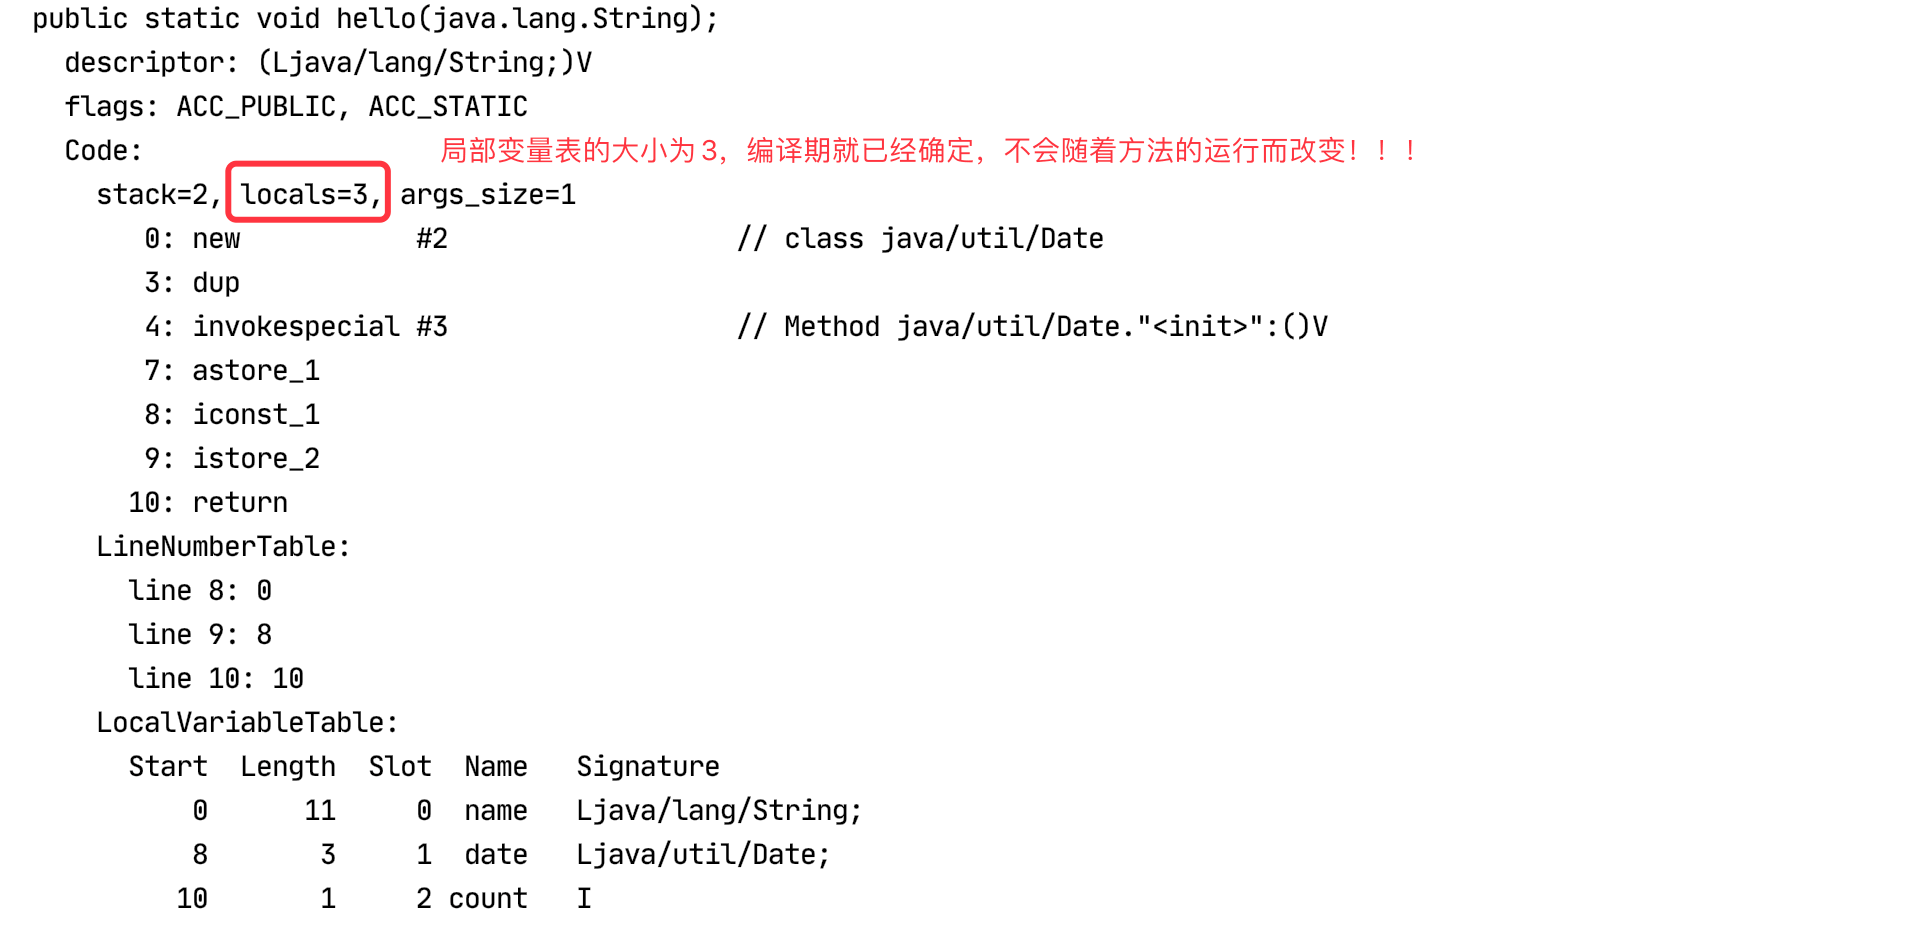 public static void hello(java.lang.String);
descriptor: (Ljava/lang/String;)V
flags: ACC_PUBLIC, ACC_STATIC
Code:
局部变量表的大小为 3，编译期就已经确定，不会随着方法的运行而改变！！！
stack=2, locals=3, args_size=1
0: new #2 // class java/util/Date
3: dup
4: invokespecial #3 // Method java/util/Date."<init>":()V
7: astore_1
8: iconst_1
9: istore_2
10: return
LineNumberTable:
line 8: 0
line 9: 8
line 10: 10
LocalVariableTable:
Start Length Slot Name Signature
0 11 0 name Ljava/lang/String;
8 3 1 date Ljava/util/Date;
10 1 2 count I